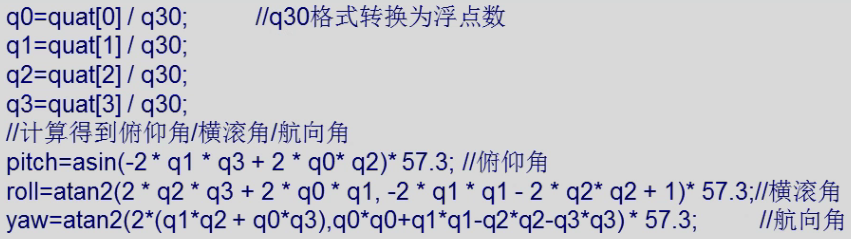 q0=quat[0] / q30; //q30格式转换为浮点数
q1=quat[1] / q30;
q2=quat[2] / q30;
q3=quat[3] / q30;
//计算得到俯仰角/横滚角/航向角
pitch=asin(-2 * q1 * q3 + 2 * q0* q2)* 57.3; //俯仰角
roll=atan2(2 * q2 * q3 + 2 * q0 * q1, -2 * q1 * q1 - 2 * q2* q2 + 1)* 57.3;//横滚角
yaw=atan2(2*(q1*q2 + q0*q3),q0*q0+q1*q1-q2*q2-q3*q3) * 57.3; //航向角